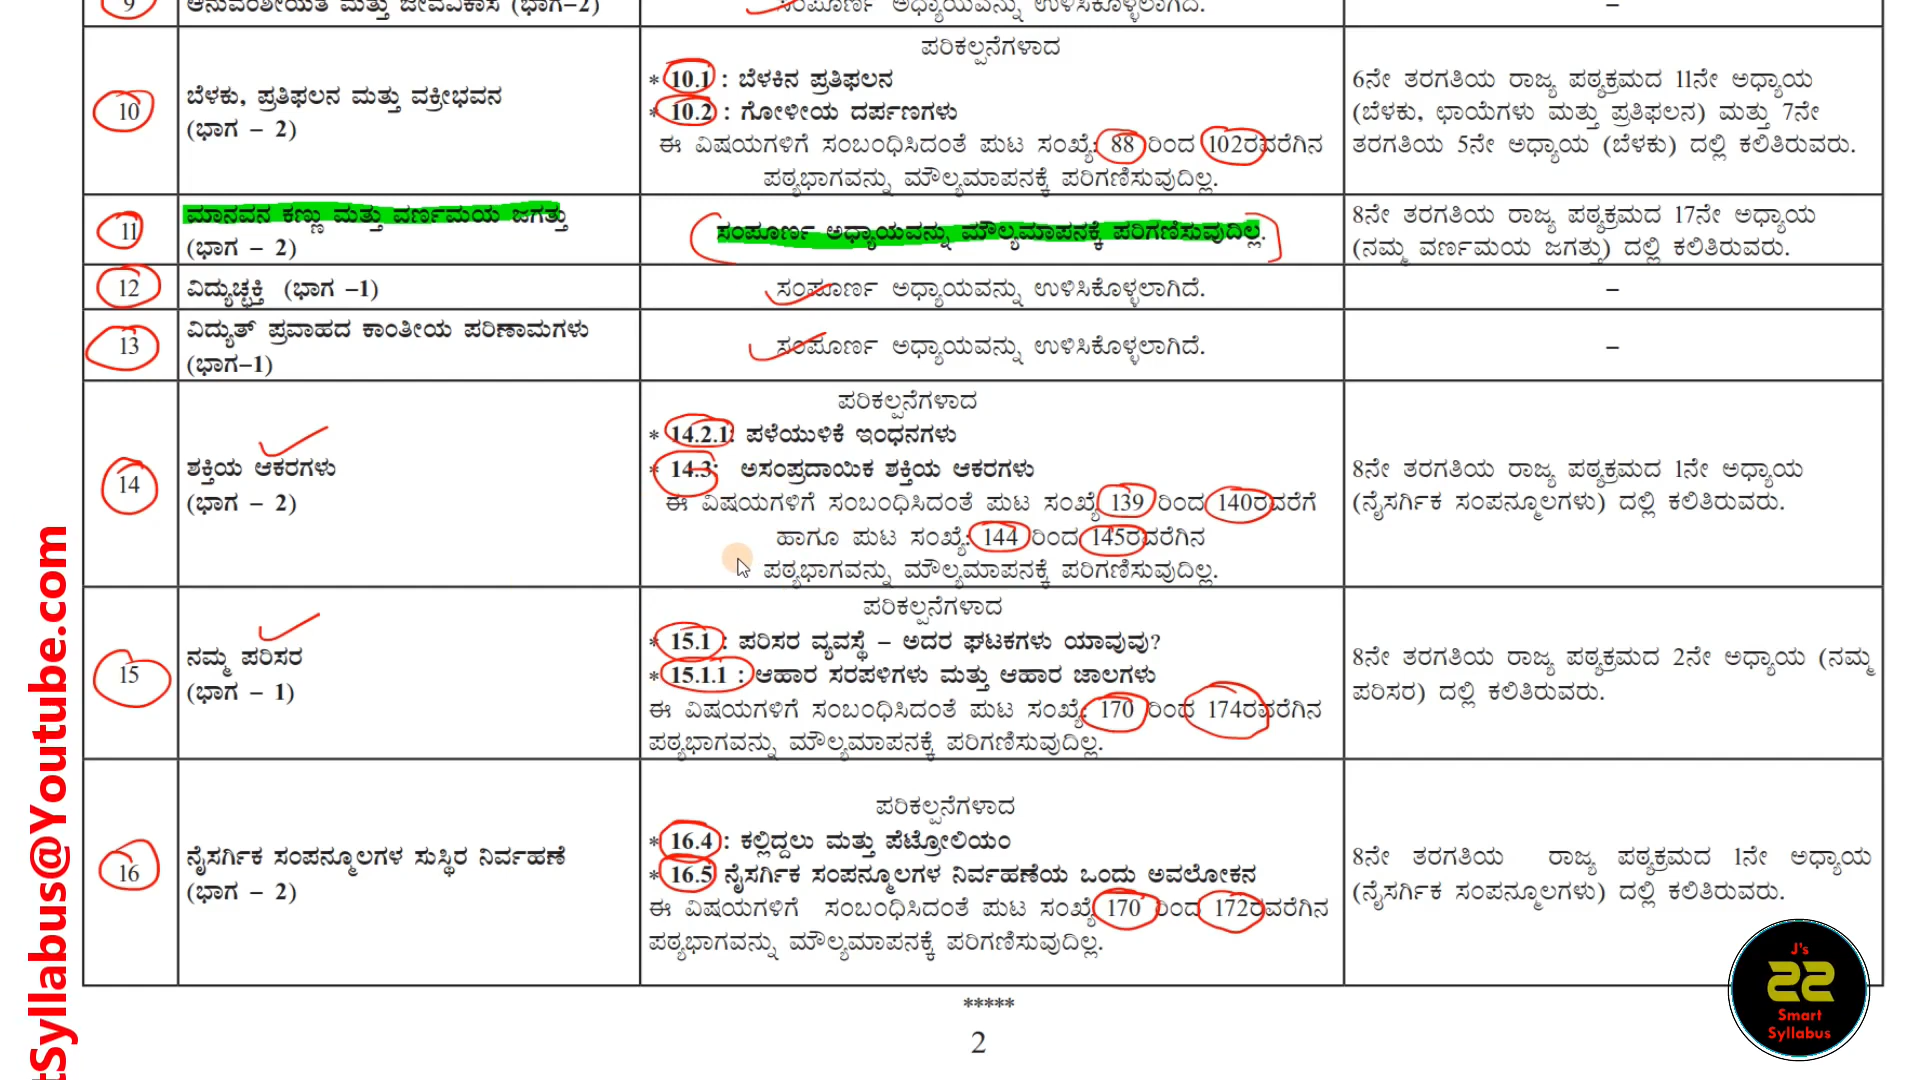 9
ಆನುವಂಶೀಯತೆ ಮತ್ತು ಜೀವವಿಕಾಸ (ಭಾಗ–2)
ಸಂಪೂರ್ಣ ಅಧ್ಯಾಯವನ್ನು ಉಳಿಸಿಕೊಳ್ಳಲಾಗಿದೆ.
–
10
ಬೆಳಕು, ಪ್ರತಿಫಲನ ಮತ್ತು ವಕ್ರೀಭವನ
(ಭಾಗ – 2)
ಪರಿಕಲ್ಪನೆಗಳಾದ
* 10.1 : ಬೆಳಕಿನ ಪ್ರತಿಫಲನ
* 10.2 : ಗೋಳೀಯ ದರ್ಪಣಗಳು
ಈ ವಿಷಯಗಳಿಗೆ ಸಂಬಂಧಿಸಿದಂತೆ ಪುಟ ಸಂಖ್ಯೆ: 88 ರಿಂದ 102ರವರೆಗಿನ
ಪಠ್ಯಭಾಗವನ್ನು ಮೌಲ್ಯಮಾಪನಕ್ಕೆ ಪರಿಗಣಿಸುವುದಿಲ್ಲ.
6ನೇ ತರಗತಿಯ ರಾಜ್ಯ ಪಠ್ಯಕ್ರಮದ 11ನೇ ಅಧ್ಯಾಯ
(ಬೆಳಕು, ಛಾಯೆಗಳು ಮತ್ತು ಪ್ರತಿಫಲನ) ಮತ್ತು 7ನೇ
ತರಗತಿಯ 5ನೇ ಅಧ್ಯಾಯ (ಬೆಳಕು) ದಲ್ಲಿ ಕಲಿತಿರುವರು.
11
ಮಾನವನ ಕಣ್ಣು ಮತ್ತು ವರ್ಣಮಯ ಜಗತ್ತು
(ಭಾಗ – 2)
ಸಂಪೂರ್ಣ ಅಧ್ಯಾಯವನ್ನು ಮೌಲ್ಯಮಾಪನಕ್ಕೆ ಪರಿಗಣಿಸುವುದಿಲ್ಲ.
8ನೇ ತರಗತಿಯ ರಾಜ್ಯ ಪಠ್ಯಕ್ರಮದ 17ನೇ ಅಧ್ಯಾಯ
(ನಮ್ಮ ವರ್ಣಮಯ ಜಗತ್ತು) ದಲ್ಲಿ ಕಲಿತಿರುವರು.
12
ವಿದ್ಯುಚ್ಛಕ್ತಿ (ಭಾಗ –1)
ಸಂಪೂರ್ಣ ಅಧ್ಯಾಯವನ್ನು ಉಳಿಸಿಕೊಳ್ಳಲಾಗಿದೆ.
–
13
ವಿದ್ಯುತ್ ಪ್ರವಾಹದ ಕಾಂತೀಯ ಪರಿಣಾಮಗಳು
(ಭಾಗ–1)
ಸಂಪೂರ್ಣ ಅಧ್ಯಾಯವನ್ನು ಉಳಿಸಿಕೊಳ್ಳಲಾಗಿದೆ.
–
14
ಶಕ್ತಿಯ ಆಕರಗಳು
(ಭಾಗ – 2)
ಪರಿಕಲ್ಪನೆಗಳಾದ
* 14.2.1: ಪಳೆಯುಳಿಕೆ ಇಂಧನಗಳು
* 14.3: ಅಸಂಪ್ರದಾಯಿಕ ಶಕ್ತಿಯ ಆಕರಗಳು
ಈ ವಿಷಯಗಳಿಗೆ ಸಂಬಂಧಿಸಿದಂತೆ ಪುಟ ಸಂಖ್ಯೆ: 139 ರಿಂದ 140ರವರೆಗೆ
ಹಾಗೂ ಪುಟ ಸಂಖ್ಯೆ: 144 ರಿಂದ 145ರವರೆಗಿನ
ಪಠ್ಯಭಾಗವನ್ನು ಮೌಲ್ಯಮಾಪನಕ್ಕೆ ಪರಿಗಣಿಸುವುದಿಲ್ಲ.
8ನೇ ತರಗತಿಯ ರಾಜ್ಯ ಪಠ್ಯಕ್ರಮದ 1ನೇ ಅಧ್ಯಾಯ
(ನೈಸರ್ಗಿಕ ಸಂಪನ್ಮೂಲಗಳು) ದಲ್ಲಿ ಕಲಿತಿರುವರು.
15
ನಮ್ಮ ಪರಿಸರ
(ಭಾಗ – 1)
ಪರಿಕಲ್ಪನೆಗಳಾದ
* 15.1 : ಪರಿಸರ ವ್ಯವಸ್ಥೆ – ಅದರ ಘಟಕಗಳು ಯಾವುವು?
* 15.1.1 : ಆಹಾರ ಸರಪಳಿಗಳು ಮತ್ತು ಆಹಾರ ಜಾಲಗಳು
ಈ ವಿಷಯಗಳಿಗೆ ಸಂಬಂಧಿಸಿದಂತೆ ಪುಟ ಸಂಖ್ಯೆ: 170 ರಿಂದ 174ರವರೆಗಿನ
ಪಠ್ಯಭಾಗವನ್ನು ಮೌಲ್ಯಮಾಪನಕ್ಕೆ ಪರಿಗಣಿಸುವುದಿಲ್ಲ.
8ನೇ ತರಗತಿಯ ರಾಜ್ಯ ಪಠ್ಯಕ್ರಮದ 2ನೇ ಅಧ್ಯಾಯ (ನಮ್ಮ
ಪರಿಸರ) ದಲ್ಲಿ ಕಲಿತಿರುವರು.
16
ನೈಸರ್ಗಿಕ ಸಂಪನ್ಮೂಲಗಳ ಸುಸ್ಥಿರ ನಿರ್ವಹಣೆ
(ಭಾಗ – 2)
ಪರಿಕಲ್ಪನೆಗಳಾದ
* 16.4 : ಕಲ್ಲಿದ್ದಲು ಮತ್ತು ಪೆಟ್ರೋಲಿಯಂ
* 16.5 ನೈಸರ್ಗಿಕ ಸಂಪನ್ಮೂಲಗಳ ನಿರ್ವಹಣೆಯ ಒಂದು ಅವಲೋಕನ
ಈ ವಿಷಯಗಳಿಗೆ ಸಂಬಂಧಿಸಿದಂತೆ ಪುಟ ಸಂಖ್ಯೆ: 170 ರಿಂದ 172ರವರೆಗಿನ
ಪಠ್ಯಭಾಗವನ್ನು ಮೌಲ್ಯಮಾಪನಕ್ಕೆ ಪರಿಗಣಿಸುವುದಿಲ್ಲ.
8ನೇ ತರಗತಿಯ ರಾಜ್ಯ ಪಠ್ಯಕ್ರಮದ 1ನೇ ಅಧ್ಯಾಯ
(ನೈಸರ್ಗಿಕ ಸಂಪನ್ಮೂಲಗಳು) ದಲ್ಲಿ ಕಲಿತಿರುವರು.
*****
2
tSyllabus@Youtube.com
J's
22
Smart
Syllabus